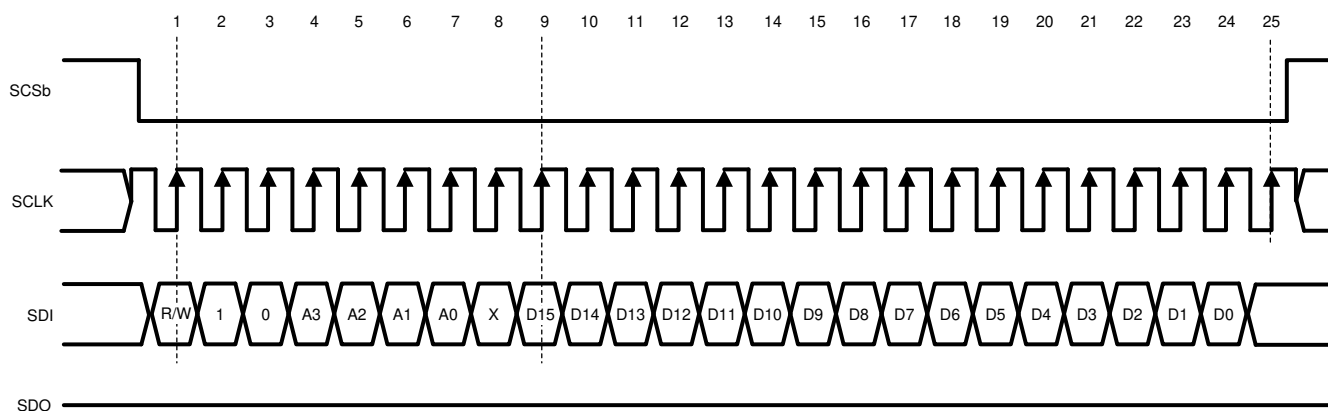 1 2 3 4 5 6 7 8 9 10 11 12 13 14 15 16 17 18 19 20 21 22 23 24 25
SCSb
SCLK
SDI R/W 1 0 A3 A2 A1 A0 X D15 D14 D13 D12 D11 D10 D9 D8 D7 D6 D5 D4 D3 D2 D1 D0
SDO